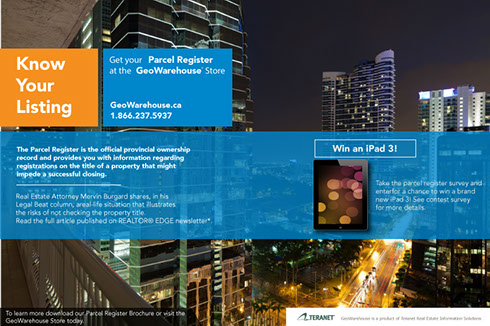 Know
Your
Listing
Get your Parcel Register
at the GeoWarehouse® Store
GeoWarehouse.ca
1.866.237.5937
The Parcel Register is the official provincial ownership
record and provides you with information regarding
registrations on the title of a property that might
impede a successful closing.
Real Estate Attorney Mervin Burgard shares, in his
Legal Beat column, areal-life situation that illustrates
the risks of not checking the property title.
Read the full article published on REALTOR® EDGE newsletter*.
Win an iPad 3!
Take the parcel register survey and
enterfor a chance to win a brand
new iPad 3! See contest survey
for more details.
To learn more download our Parcel Register Brochure or visit the
GeoWarehouse Store today.
TERANET
GeoWarehouse is a product of Teranet Real Estate Information Solutions